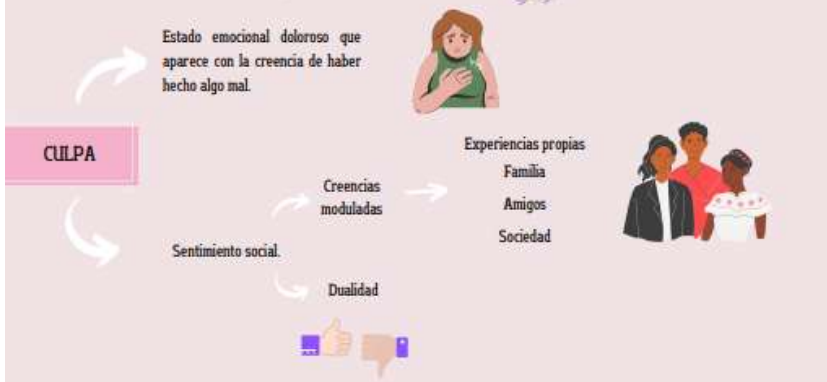 Estado emocional doloroso que
aparece con la creencia de haber
hecho algo mal.
CULPA
Experiencias propias
Familia
Amigos
Sociedad
Creencias
moduladas
Sentimiento social.
Dualidad